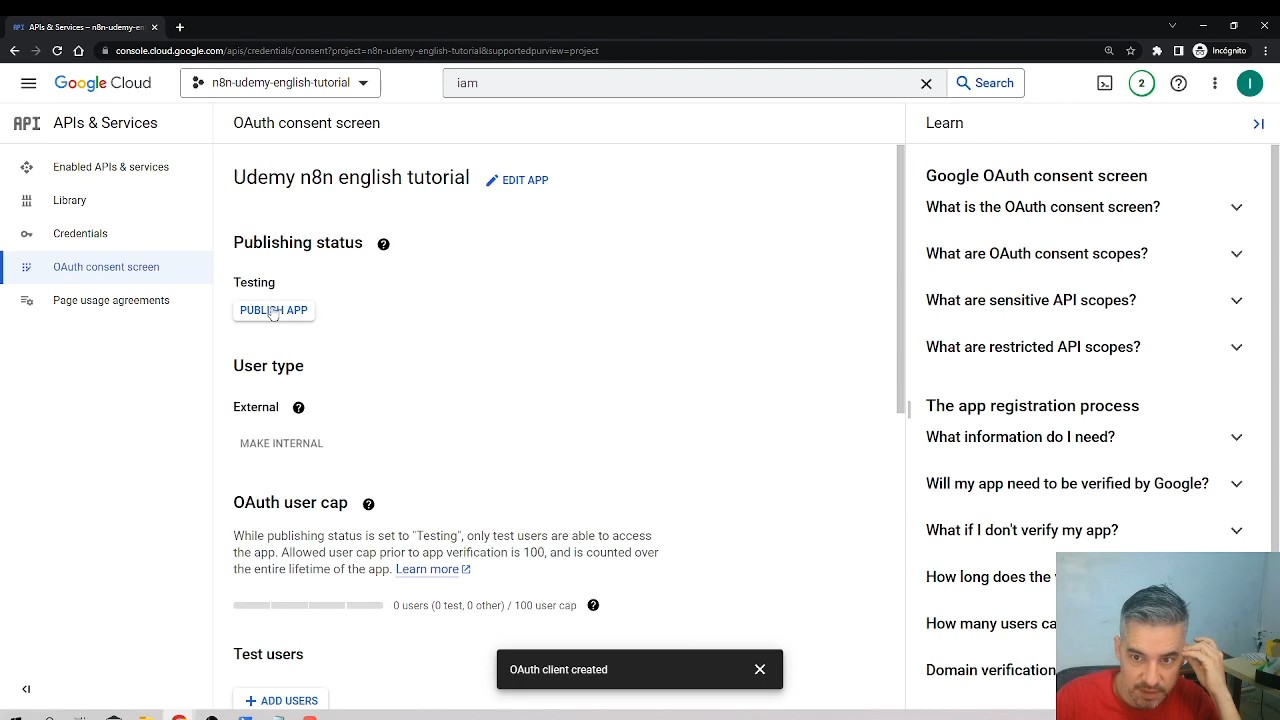 API APIs & Services – n8n-udemy-en
console.cloud.google.com/apis/credentials/consent?project=n8n-udemy-english-tutorial&supportedpurview=project
Incógnito
Google Cloud
n8n-udemy-english-tutorial
iam
Search
2
I
API APIs & Services
OAuth consent screen
Learn
Enabled APIs & services
Library
Credentials
OAuth consent screen
Page usage agreements
Udemy n8n english tutorial
EDIT APP
Publishing status
Testing
PUBLISH APP
User type
External
MAKE INTERNAL
OAuth user cap
While publishing status is set to "Testing", only test users are able to access
the app. Allowed user cap prior to app verification is 100, and is counted over
the entire lifetime of the app. Learn more
0 users (0 test, 0 other) / 100 user cap
Test users
+ ADD USERS
OAuth client created
Google OAuth consent screen
What is the OAuth consent screen?
What are OAuth consent scopes?
What are sensitive API scopes?
What are restricted API scopes?
The app registration process
What information do I need?
Will my app need to be verified by Google?
What if I don't verify my app?
How long does the
How many users ca
Domain verification